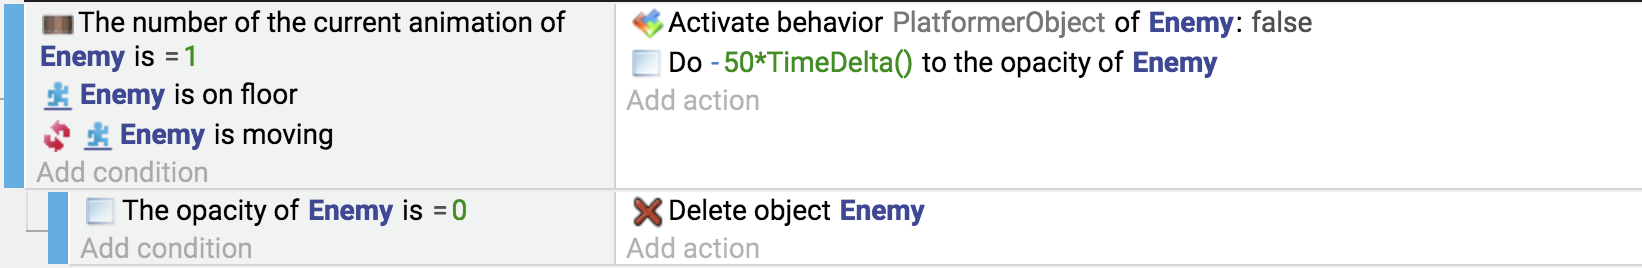 The number of the current animation of
Enemy is = 1
Enemy is on floor
Enemy is moving
Add condition
Activate behavior PlatformerObject of Enemy: false
Do - 50*TimeDelta() to the opacity of Enemy
Add action
The opacity of Enemy is = 0
Add condition
Delete object Enemy
Add action